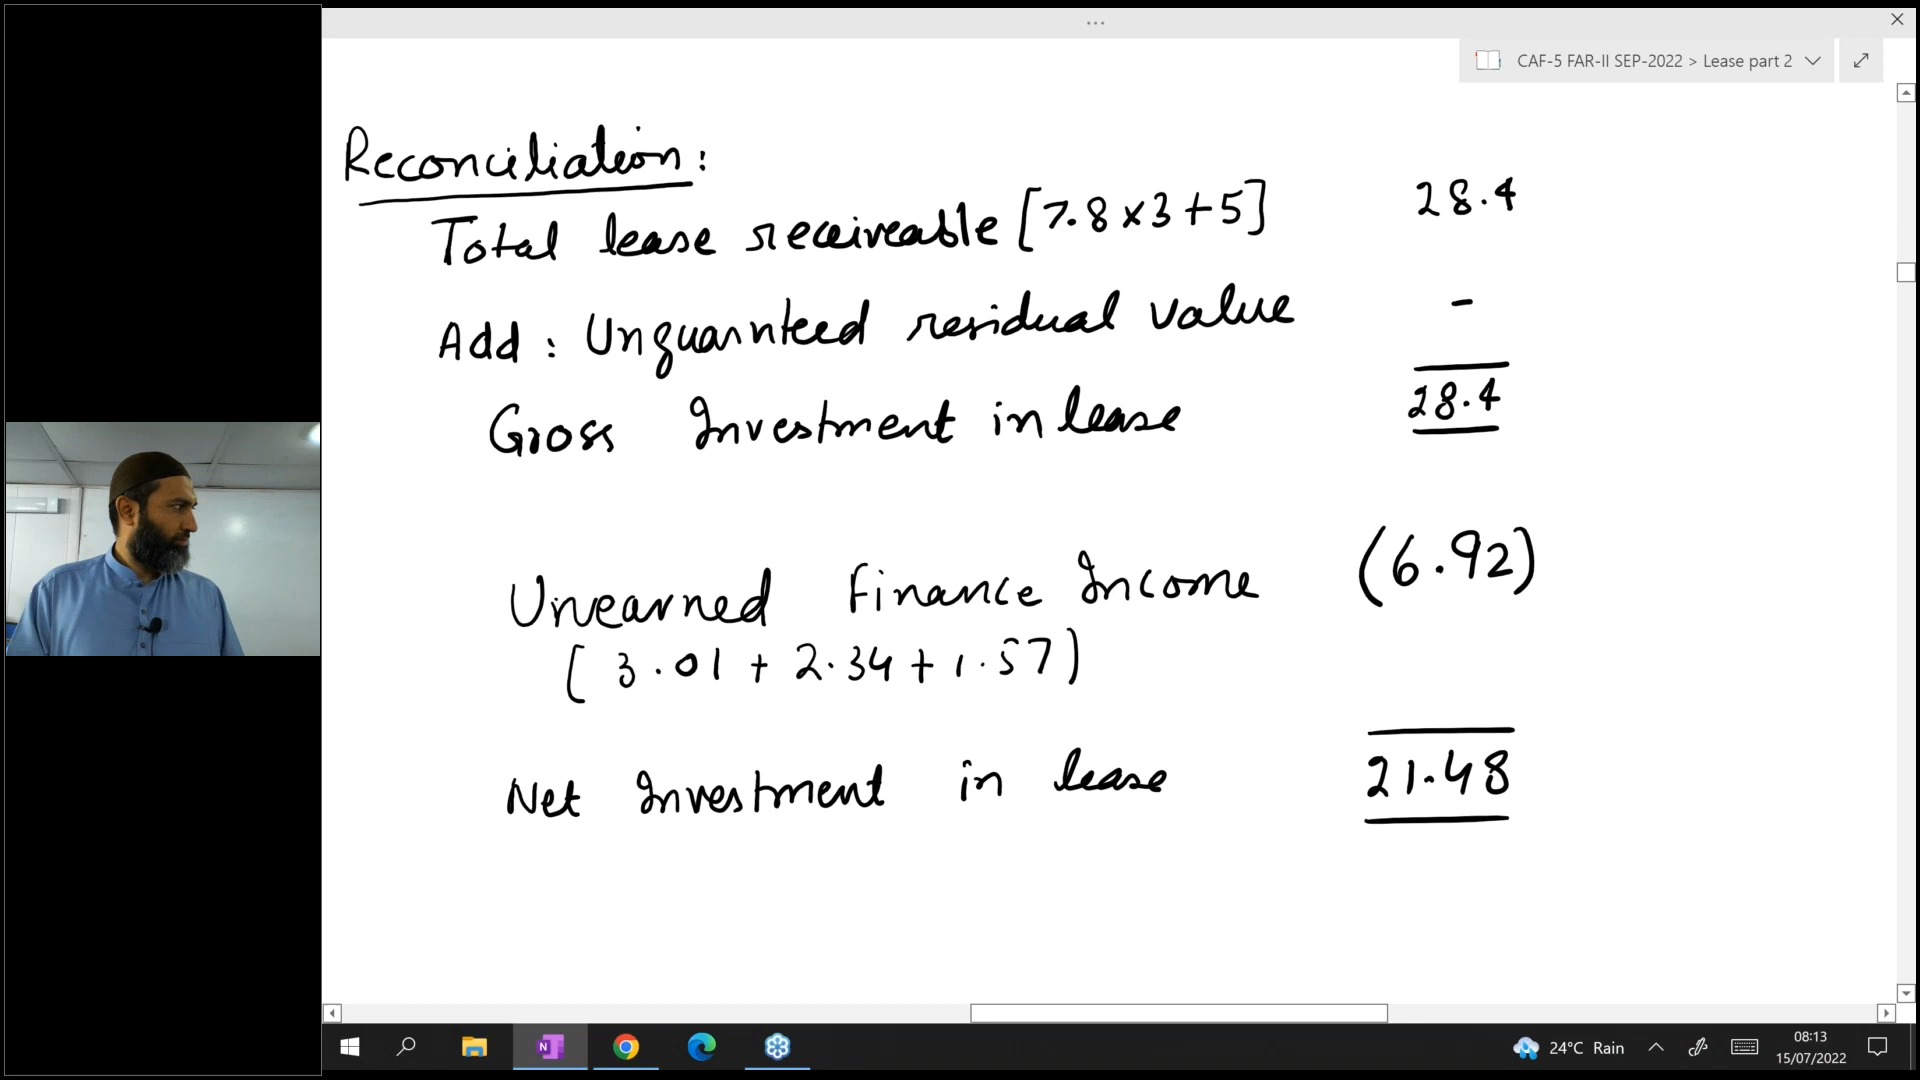 CAF-5 FAR-II SEP-2022 > Lease part 2
Reconciliation:
Total lease receiveable [7.8 x 3 + 5] 28.4
Add: Unguarnteed residual value -
Gross Investment in lease 28.4
Unearned Finance Income (6.92)
[3.01 + 2.34 + 1.57)
Net Investment in lease 21.48
24°C Rain
08:13
15/07/2022